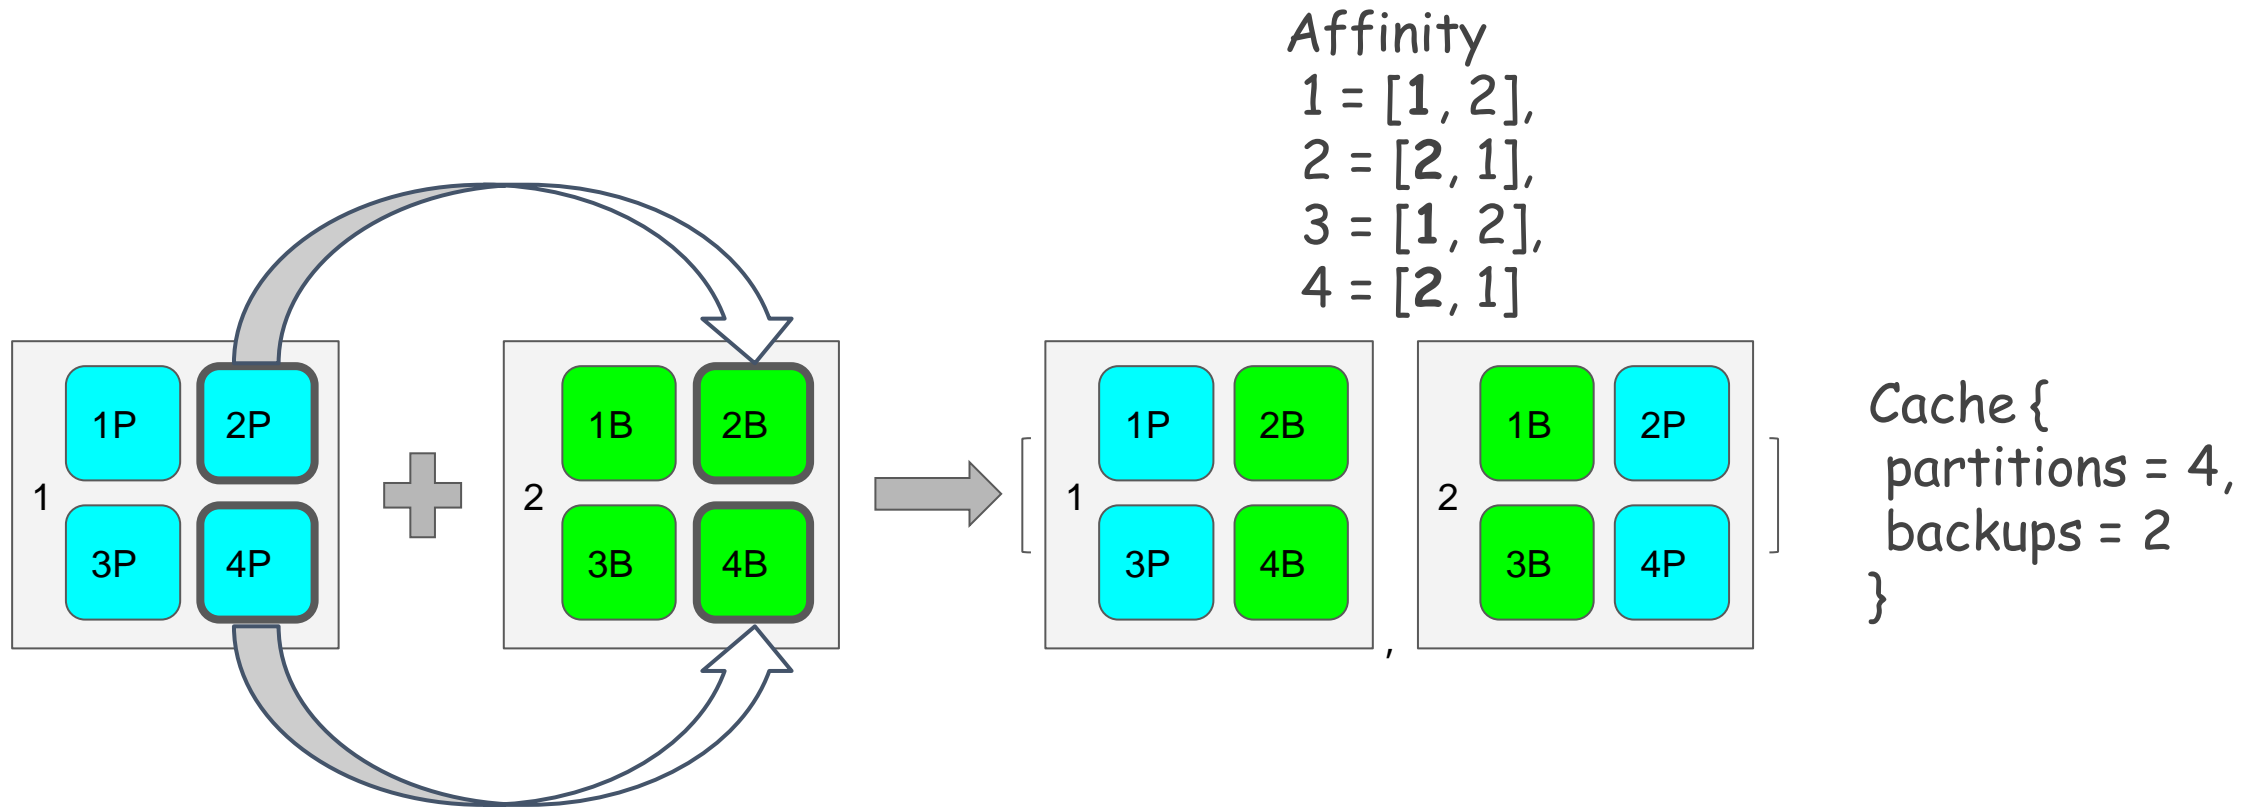 Affinity
1 = [1, 2],
2 = [2, 1],
3 = [1, 2],
4 = [2, 1]
1P 2P
1
3P 4P
1B 2B
2
3B 4B
[
1P 2B
1
3P 4B
,
1B 2P
2
3B 4P
]
Cache {
partitions = 4,
backups = 2
}